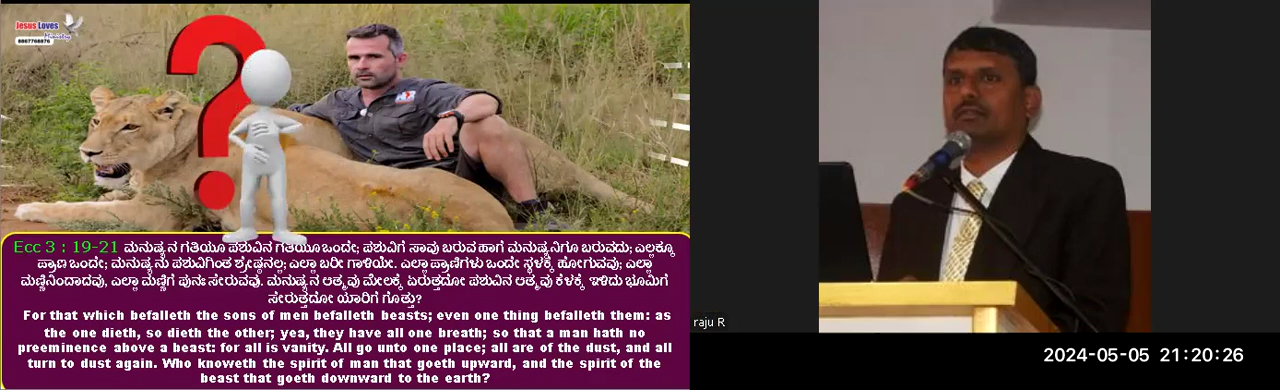 Jesus Loves
Ministry
8867768876
Ecc 3 : 19-21 ಮನುಷ್ಯನ ಗತಿಯೂ ಪಶುವಿನ ಗತಿಯೂ ಒಂದೇ; ಪಶುವಿಗೆ ಸಾವು ಬರುವ ಹಾಗೆ ಮನುಷ್ಯನಿಗೂ ಬರುವದು; ಎಲ್ಲಕ್ಕೂ
ಪ್ರಾಣ ಒಂದೇ; ಮನುಷ್ಯನು ಪಶುವಿಗಿಂತ ಶ್ರೇಷ್ಠನಲ್ಲ; ಎಲ್ಲಾ ಬರೀ ಗಾಳಿಯೇ. ಎಲ್ಲಾ ಪ್ರಾಣಿಗಳು ಒಂದೇ ಸ್ಥಳಕ್ಕೆ ಹೋಗುವವು; ಎಲ್ಲಾ
ಮಣ್ಣಿನಿಂದಾದವು, ಎಲ್ಲಾ ಮಣ್ಣಿಗೆ ಪುನಃ ಸೇರುವವು. ಮನುಷ್ಯನ ಆತ್ಮವು ಮೇಲಕ್ಕೆ ಏರುತ್ತದೋ ಪಶುವಿನ ಆತ್ಮವು ಕೆಳಕ್ಕೆ ಇಳಿದು ಭೂಮಿಗೆ
ಸೇರುತ್ತದೋ ಯಾರಿಗೆ ಗೊತ್ತು?
For that which befalleth the sons of men befalleth beasts; even one thing befalleth them: as
the one dieth, so dieth the other; yea, they have all one breath; so that a man hath no
preeminence above a beast: for all is vanity. All go unto one place; all are of the dust, and all
turn to dust again. Who knoweth the spirit of man that goeth upward, and the spirit of the
beast that goeth downward to the earth?
raju R
2024-05-05 21:20:26